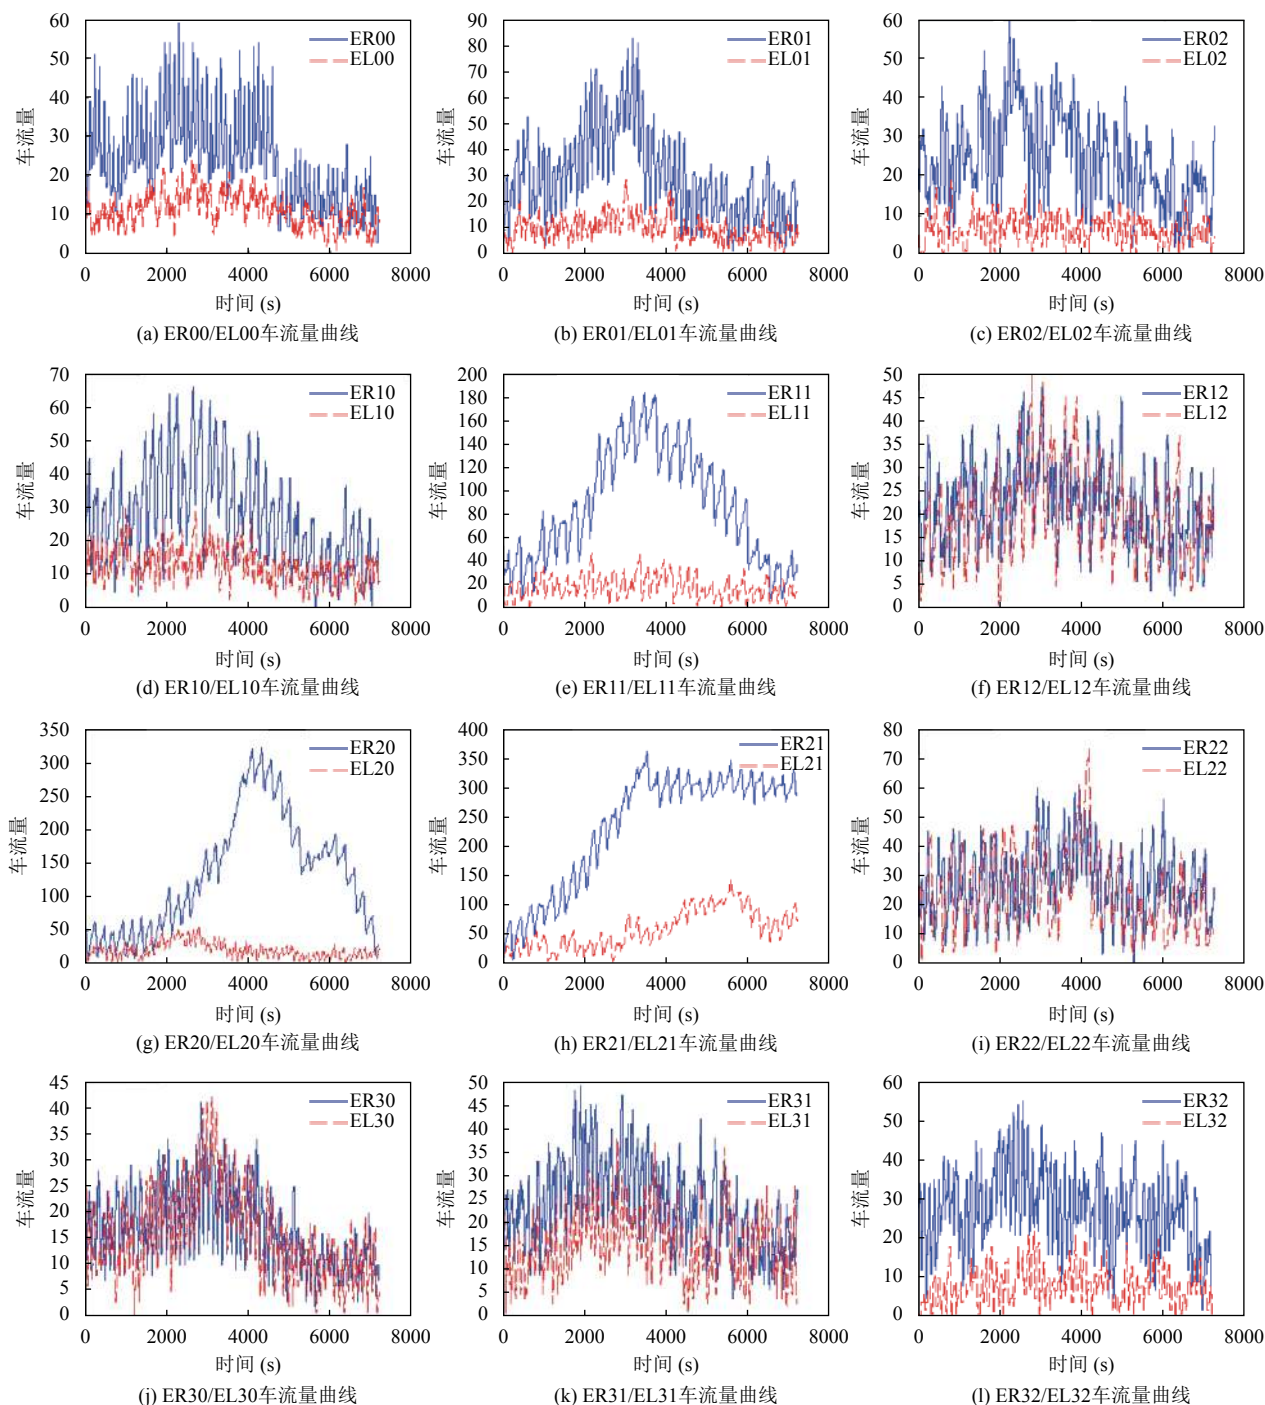 60
50
40
30
20
10
0
车流量
ER00
EL00
0 2000 4000 6000 8000
时间 (s)
(a) ER00/EL00车流量曲线
90
80
70
60
50
40
30
20
10
0
车流量
ER01
EL01
0 2000 4000 6000 8000
时间 (s)
(b) ER01/EL01车流量曲线
60
50
40
30
20
10
0
车流量
ER02
EL02
0 2000 4000 6000 8000
时间 (s)
(c) ER02/EL02车流量曲线
70
60
50
40
30
20
10
0
车流量
ER10
EL10
0 2000 4000 6000 8000
时间 (s)
(d) ER10/EL10车流量曲线
200
180
160
140
120
100
80
60
40
20
0
车流量
ER11
EL11
0 2000 4000 6000 8000
时间 (s)
(e) ER11/EL11车流量曲线
50
45
40
35
30
25
20
15
10
5
0
车流量
ER12
EL12
0 2000 4000 6000 8000
时间 (s)
(f) ER12/EL12车流量曲线
350
300
250
200
150
100
50
0
车流量
ER20
EL20
0 2000 4000 6000 8000
时间 (s)
(g) ER20/EL20车流量曲线
400
350
300
250
200
150
100
50
0
车流量
ER21
EL21
0 2000 4000 6000 8000
时间 (s)
(h) ER21/EL21车流量曲线
80
70
60
50
40
30
20
10
0
车流量
ER22
EL22
0 2000 4000 6000 8000
时间 (s)
(i) ER22/EL22车流量曲线
45
40
35
30
25
20
15
10
5
0
车流量
ER30
EL30
0 2000 4000 6000 8000
时间 (s)
(j) ER30/EL30车流量曲线
50
45
40
35
30
25
20
15
10
5
0
车流量
ER31
EL31
0 2000 4000 6000 8000
时间 (s)
(k) ER31/EL31车流量曲线
60
50
40
30
20
10
0
车流量
ER32
EL32
0 2000 4000 6000 8000
时间 (s)
(l) ER32/EL32车流量曲线